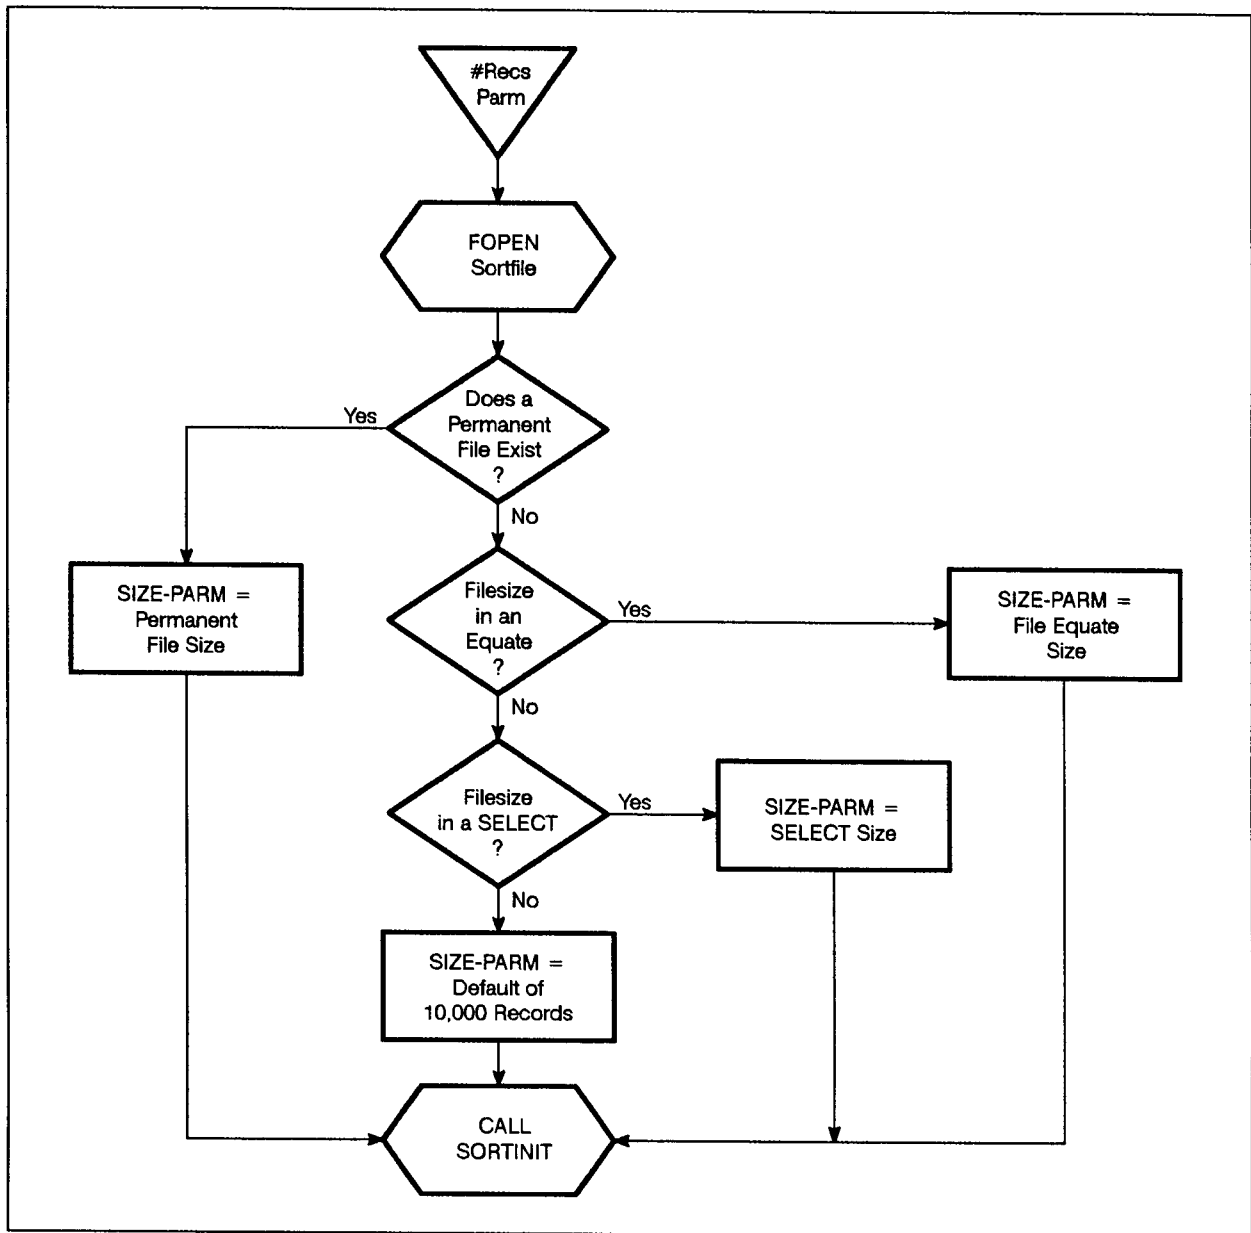 #Recs
Parm
FOPEN
Sortfile
Does a
Permanent
File Exist
?
Yes
No
SIZE-PARM =
Permanent
File Size
Filesize
in an
Equate
?
Yes
SIZE-PARM =
File Equate
Size
No
Filesize
in a SELECT
?
Yes
SIZE-PARM =
SELECT Size
No
SIZE-PARM =
Default of
10,000 Records
CALL
SORTINIT